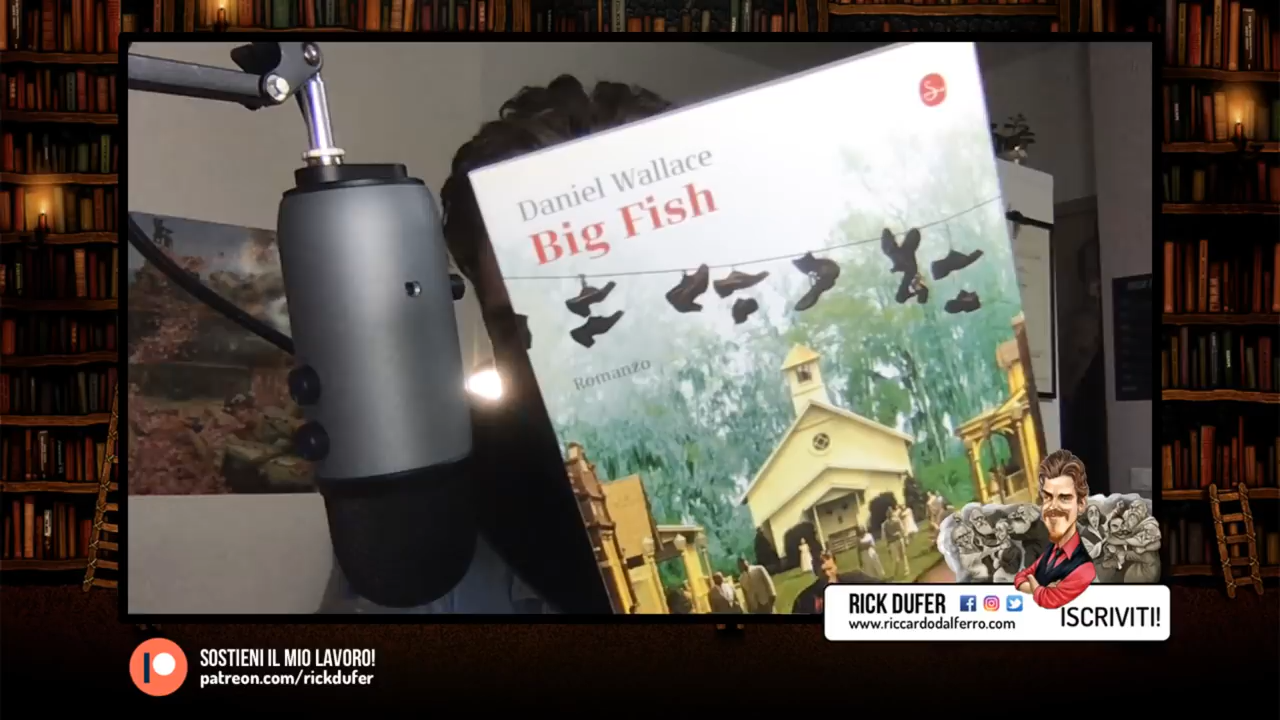 Daniel Wallace
Big Fish
Romanzo
RICK DUFER
www.riccardodalferro.com
ISCRIVITI!
SOSTIENI IL MIO LAVORO!
patreon.com/rickdufer